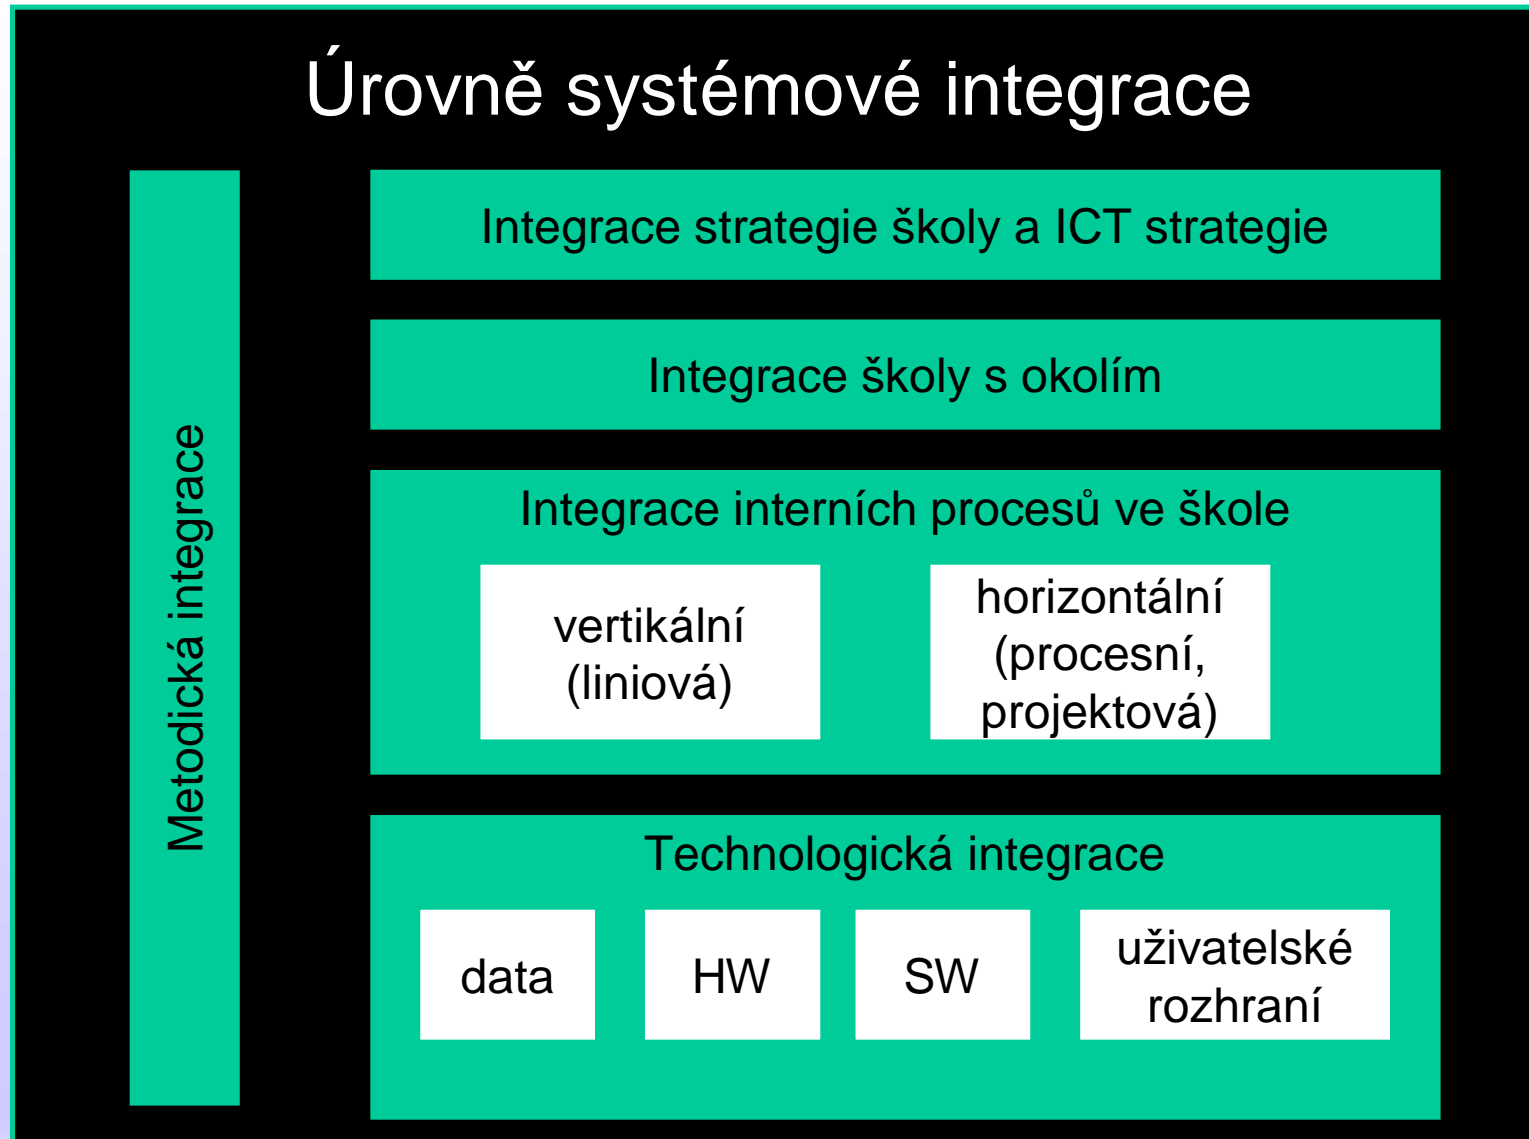 Úrovně systémové integrace
Metodická integrace
Integrace strategie školy a ICT strategie
Integrace školy s okolím
Integrace interních procesů ve škole
vertikální
(liniová)
horizontální
(procesní,
projektová)
Technologická integrace
data
HW
SW
uživatelské
rozhraní